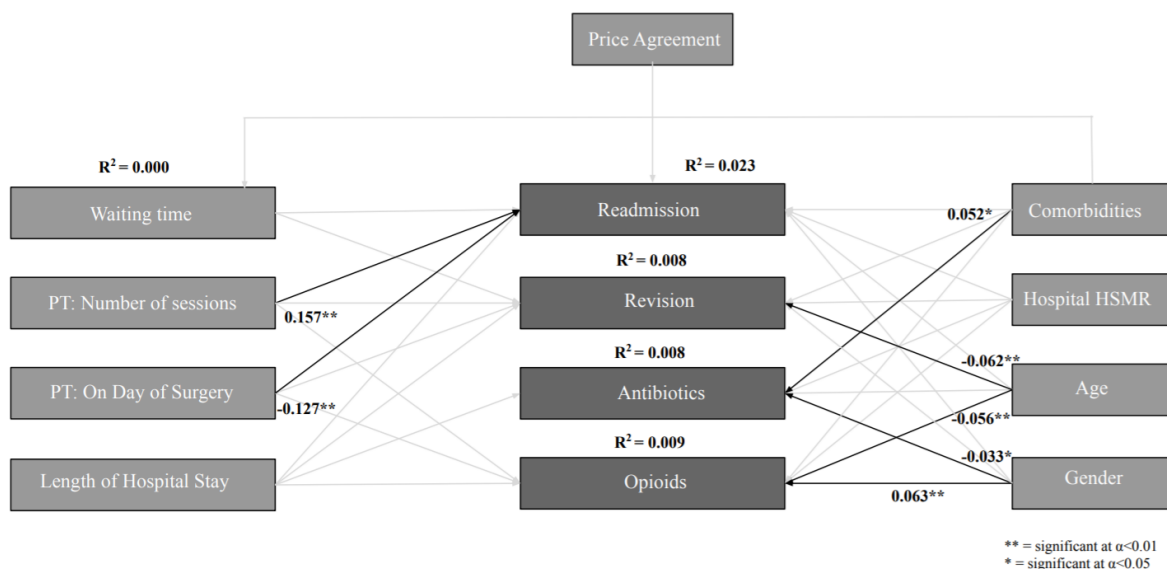 Price Agreement
R² = 0.000
R² = 0.023
Waiting time
Readmission
0.052*
Comorbidities
R² = 0.008
PT: Number of sessions
Revision
Hospital HSMR
0.157**
R² = 0.008
-0.062**
PT: On Day of Surgery
Antibiotics
Age
-0.127**
-0.056**
R² = 0.009
-0.033*
Length of Hospital Stay
Opioids
Gender
0.063**
** = significant at α<0.01
* = significant at α<0.05